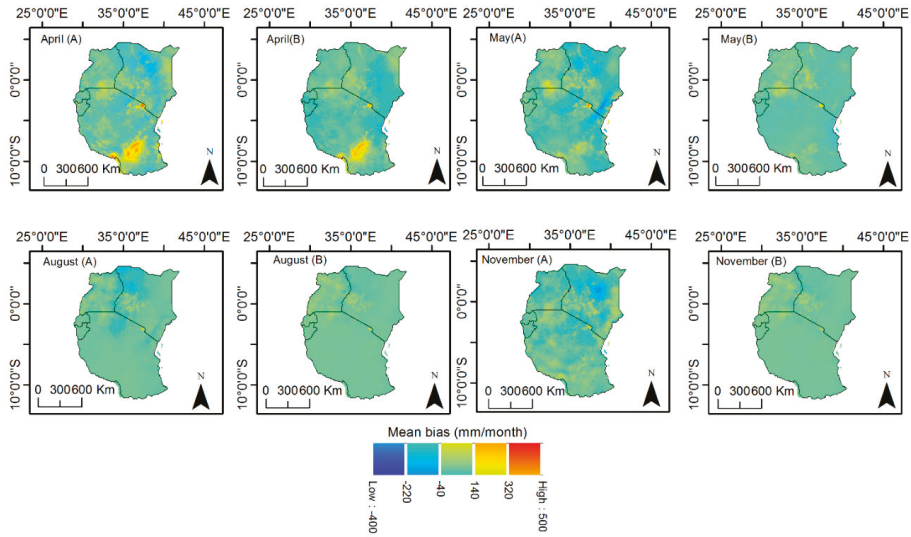 25°0'0"E 35°0'0"E 45°0'0"E 25°0'0"E 35°0'0"E 45°0'0"E 25°0'0"E 35°0'0"E 45°0'0"E 25°0'0"E 35°0'0"E 45°0'0"E
April (A)
April(B)
May(A)
May(B)
0°0'0"
10°0'0"S
0 300600 Km
N
0°0'0"
10°0'0"S
0 300600 Km
N
0°0'0"
10°0'0"S
0 300600 Km
N
0°0'0"
10°0'0"S
0 300600 Km
N
25°0'0"E 35°0'0"E 45°0'0"E 25°0'0"E 35°0'0"E 45°0'0"E 25°0'0"E 35°0'0"E 45°0'0"E 25°0'0"E 35°0'0"E 45°0'0"E
August (A)
August (B)
November (A)
November (B)
0°0'0"
10°0'0"S
0 300600 Km
N
0°0'0"
10°0'0"S
0 300600 Km
N
0°0'0"
10°0'0"S
0 300600 Km
N
0°0'0"
10°0'0"S
0 300600 Km
N
Mean bias (mm/month)
Low : -400
-220
-40
140
320
High : 500